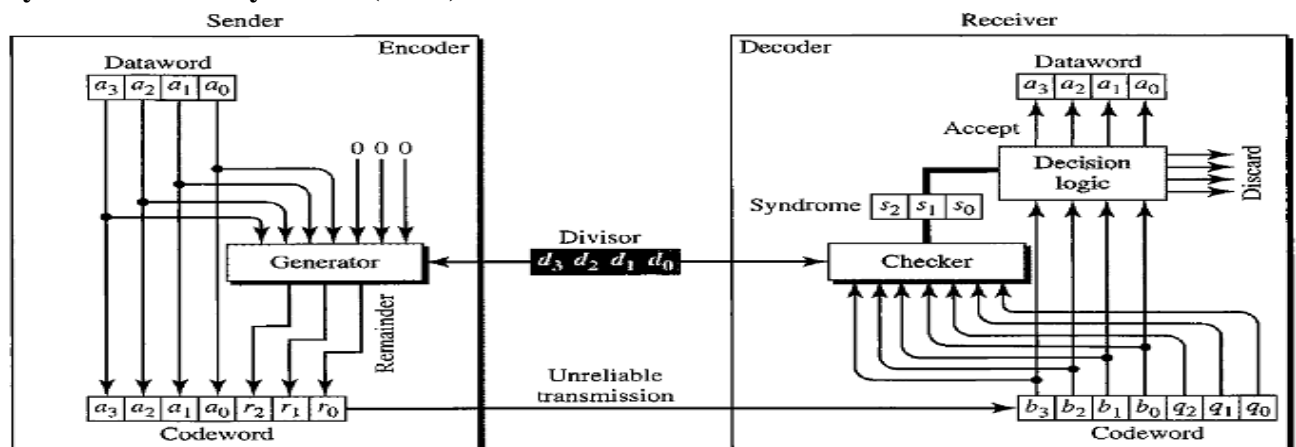 Sender
Receiver
Encoder
Decoder
Dataword
a3 a2 a1 a0
0 0 0
Generator
Remainder
a3 a2 a1 a0 r2 r1 r0
Codeword
Divisor
d3 d2 d1 d0
Unreliable
transmission
Dataword
a3 a2 a1 a0
Accept
Decision
logic
Discard
Syndrome s2 s1 s0
Checker
b3 b2 b1 b0 q2 q1 q0
Codeword